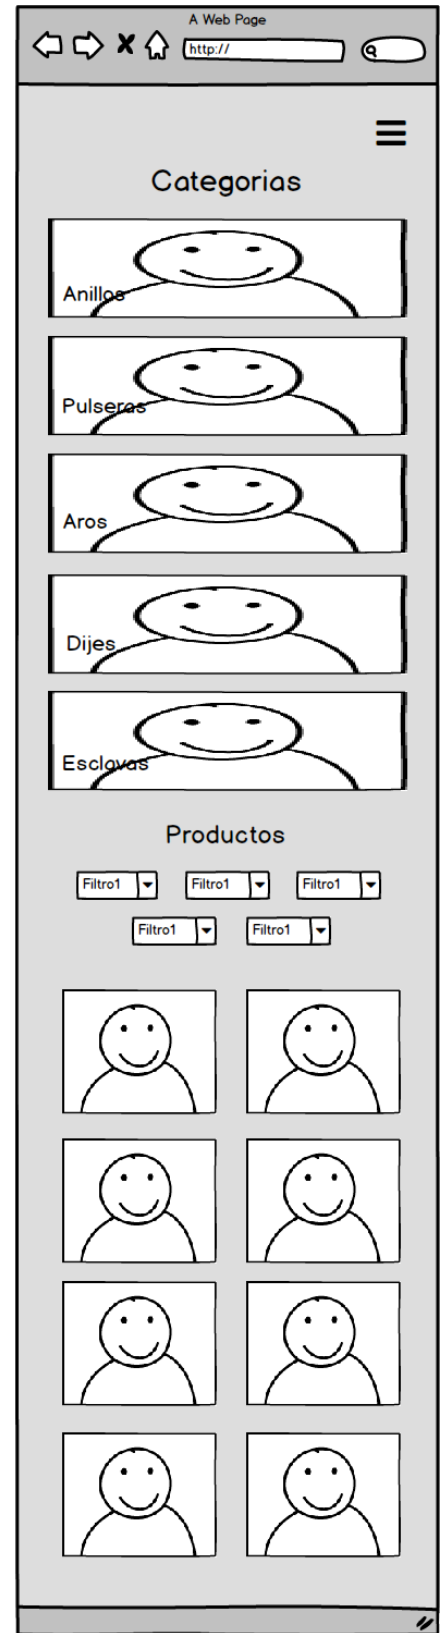 A Web Page
http://
Categorias
Anillos
Pulseras
Aros
Dijes
Esclavas
Productos
Filtro1 Filtro1 Filtro1
Filtro1 Filtro1